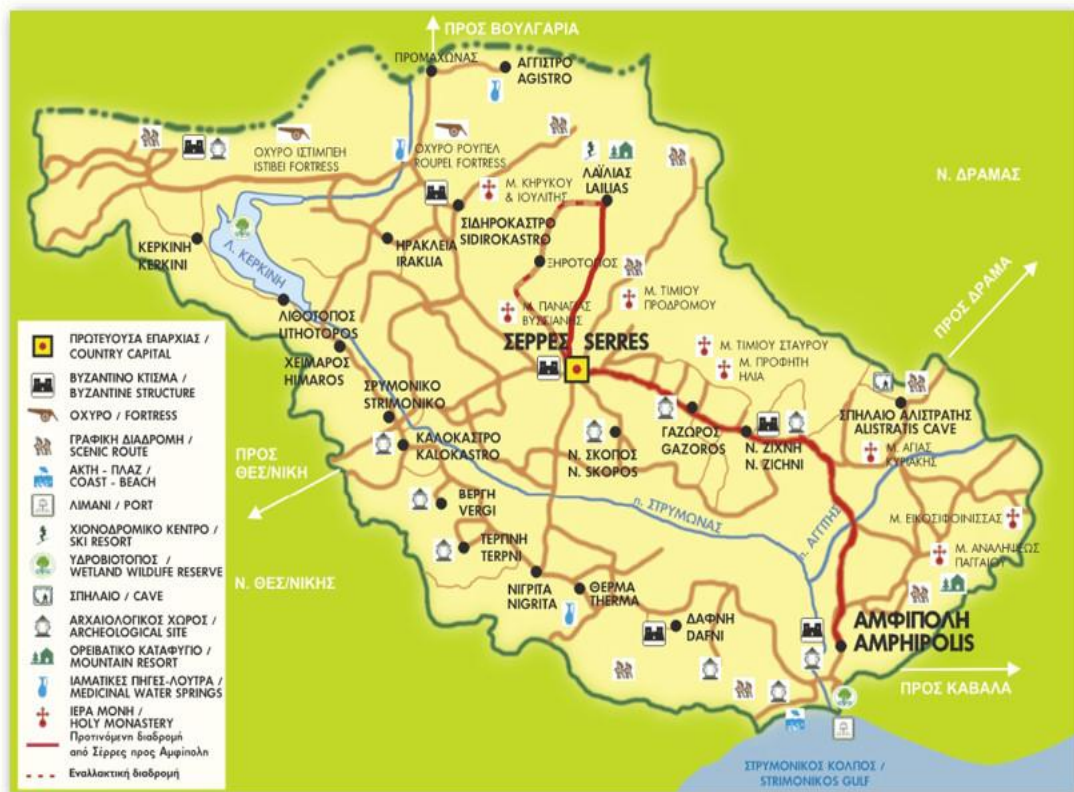 ΠΡΟΣ ΒΟΥΛΓΑΡΙΑ
ΠΡΟΜΑΧΩΝΑΣ
ΑΓΓΙΣΤΡΟ
AGISTRO
ΟΧΥΡΟ ΙΣΤΙΜΠΕΗ
ISTIBEI FORTRESS
ΟΧΥΡΟ ΡΟΥΠΕΛ
ROUPEL FORTRESS
Μ. ΚΗΡΥΚΟΥ
& ΙΟΥΛΙΤΗΣ
ΛΑΪΛΙΑΣ
LAILIAS
Ν. ΔΡΑΜΑΣ
ΣΙΔΗΡΟΚΑΣΤΡΟ
SIDIROKASTRO
ΚΕΡΚΙΝΗ
KERKINI
Λ. ΚΕΡΚΙΝΗ
ΗΡΑΚΛΕΙΑ
IRAKLIA
ΞΗΡΟΤΟΠΟΣ
Μ. ΤΙΜΙΟΥ
ΠΡΟΔΡΟΜΟΥ
Μ. ΠΑΝΑΓΙΑΣ
ΒΥΣΣΙΑΝΗΣ
ΠΡΟΣ ΔΡΑΜΑ
ΛΙΘΟΤΟΠΟΣ
LITHOTOPOS
ΧΕΙΜΑΡΟΣ
HIMAROS
ΣΕΡΡΕΣ SERRES
Μ. ΤΙΜΙΟΥ ΣΤΑΥΡΟΥ
Μ. ΠΡΟΦΗΤΗ
ΗΛΙΑ
ΣΤΡΥΜΟΝΙΚΟ
STRIMONIKO
ΚΑΛΟΚΑΣΤΡΟ
KALOKASTRO
Ν. ΣΚΟΠΟΣ
N. SKOPOS
ΓΑΖΩΡΟΣ
GAZOROS
Ν. ΖΙΧΝΗ
N. ZICHNI
ΣΠΗΛΑΙΟ ΑΛΙΣΤΡΑΤΗΣ
ALISTRATIS CAVE
Μ. ΑΓΙΑΣ
ΚΥΡΙΑΚΗΣ
ΠΡΟΣ
ΘΕΣ/ΝΙΚΗ
ΒΕΡΓΗ
VERGI
π. ΣΤΡΥΜΩΝΑΣ
π. ΑΓΓΙΤΗΣ
Μ. ΕΙΚΟΣΙΦΟΙΝΙΣΣΑΣ
ΤΕΡΠΝΗ
TERPNI
Μ. ΑΝΑΛΗΨΕΩΣ
ΠΑΓΓΑΙΟΥ
Ν. ΘΕΣ/ΝΙΚΗΣ
ΝΙΓΡΙΤΑ
NIGRITA
ΘΕΡΜΑ
THERMA
ΔΑΦΝΗ
DAFNI
ΑΜΦΙΠΟΛΗ
AMPHIPOLIS
ΠΡΟΣ ΚΑΒΑΛΑ
ΣΤΡΥΜΟΝΙΚΟΣ ΚΟΛΠΟΣ /
STRIMONIKOS GULF
ΠΡΩΤΕΥΟΥΣΑ ΕΠΑΡΧΙΑΣ /
COUNTRY CAPITAL
ΒΥΖΑΝΤΙΝΟ ΚΤΙΣΜΑ /
BYZANTINE STRUCTURE
ΟΧΥΡΟ / FORTRESS
ΓΡΑΦΙΚΗ ΔΙΑΔΡΟΜΗ /
SCENIC ROUTE
ΑΚΤΗ - ΠΛΑΖ /
COAST - BEACH
ΛΙΜΑΝΙ / PORT
ΧΙΟΝΟΔΡΟΜΙΚΟ ΚΕΝΤΡΟ /
SKI RESORT
ΥΔΡΟΒΙΟΤΟΠΟΣ /
WETLAND WILDLIFE RESERVE
ΣΠΗΛΑΙΟ / CAVE
ΑΡΧΑΙΟΛΟΓΙΚΟΣ ΧΩΡΟΣ /
ARCHEOLOGICAL SITE
ΟΡΕΙΒΑΤΙΚΟ ΚΑΤΑΦΥΓΙΟ /
MOUNTAIN RESORT
ΙΑΜΑΤΙΚΕΣ ΠΗΓΕΣ-ΛΟΥΤΡΑ /
MEDICINAL WATER SPRINGS
ΙΕΡΑ ΜΟΝΗ /
HOLY MONASTERY
Προτινόμενη διαδρομή
από Σέρρες προς Αμφίπολη
Εναλλακτική διαδρομή